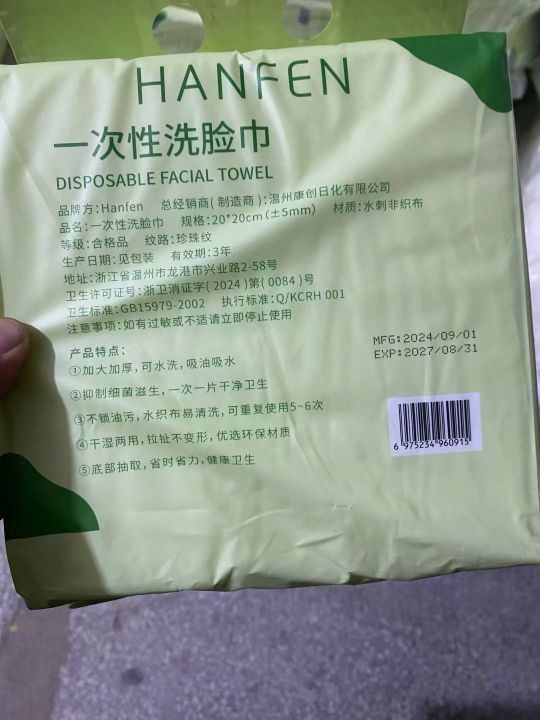 HANFEN
一次性洗脸巾
DISPOSABLE FACIAL TOWEL
品牌方:Hanfen 总经销商(制造商):温州康创日化有限公司
品名:一次性洗脸巾 规格:20*20cm(±5mm) 材质:水刺非织布
等级:合格品 纹路:珍珠纹
生产日期:见包装 有效期:3年
地址:浙江省温州市龙港市兴业路2-58号
卫生许可证号:浙卫消证字(2024)第(0084)号
卫生标准:GB15979-2002 执行标准:Q/KCRH 001
注意事项:如有过敏或不适请立即停止使用
产品特点:
①加大加厚,可水洗,吸油吸水
②抑制细菌滋生,一次一片干净卫生
③不锁油污,水织布易清洗,可重复使用5~6次
④干湿两用,拉扯不变形,优选环保材质
⑤底部抽取,省时省力,健康卫生
MFG:2024/09/01
EXP:2027/08/31
6 975234 960915